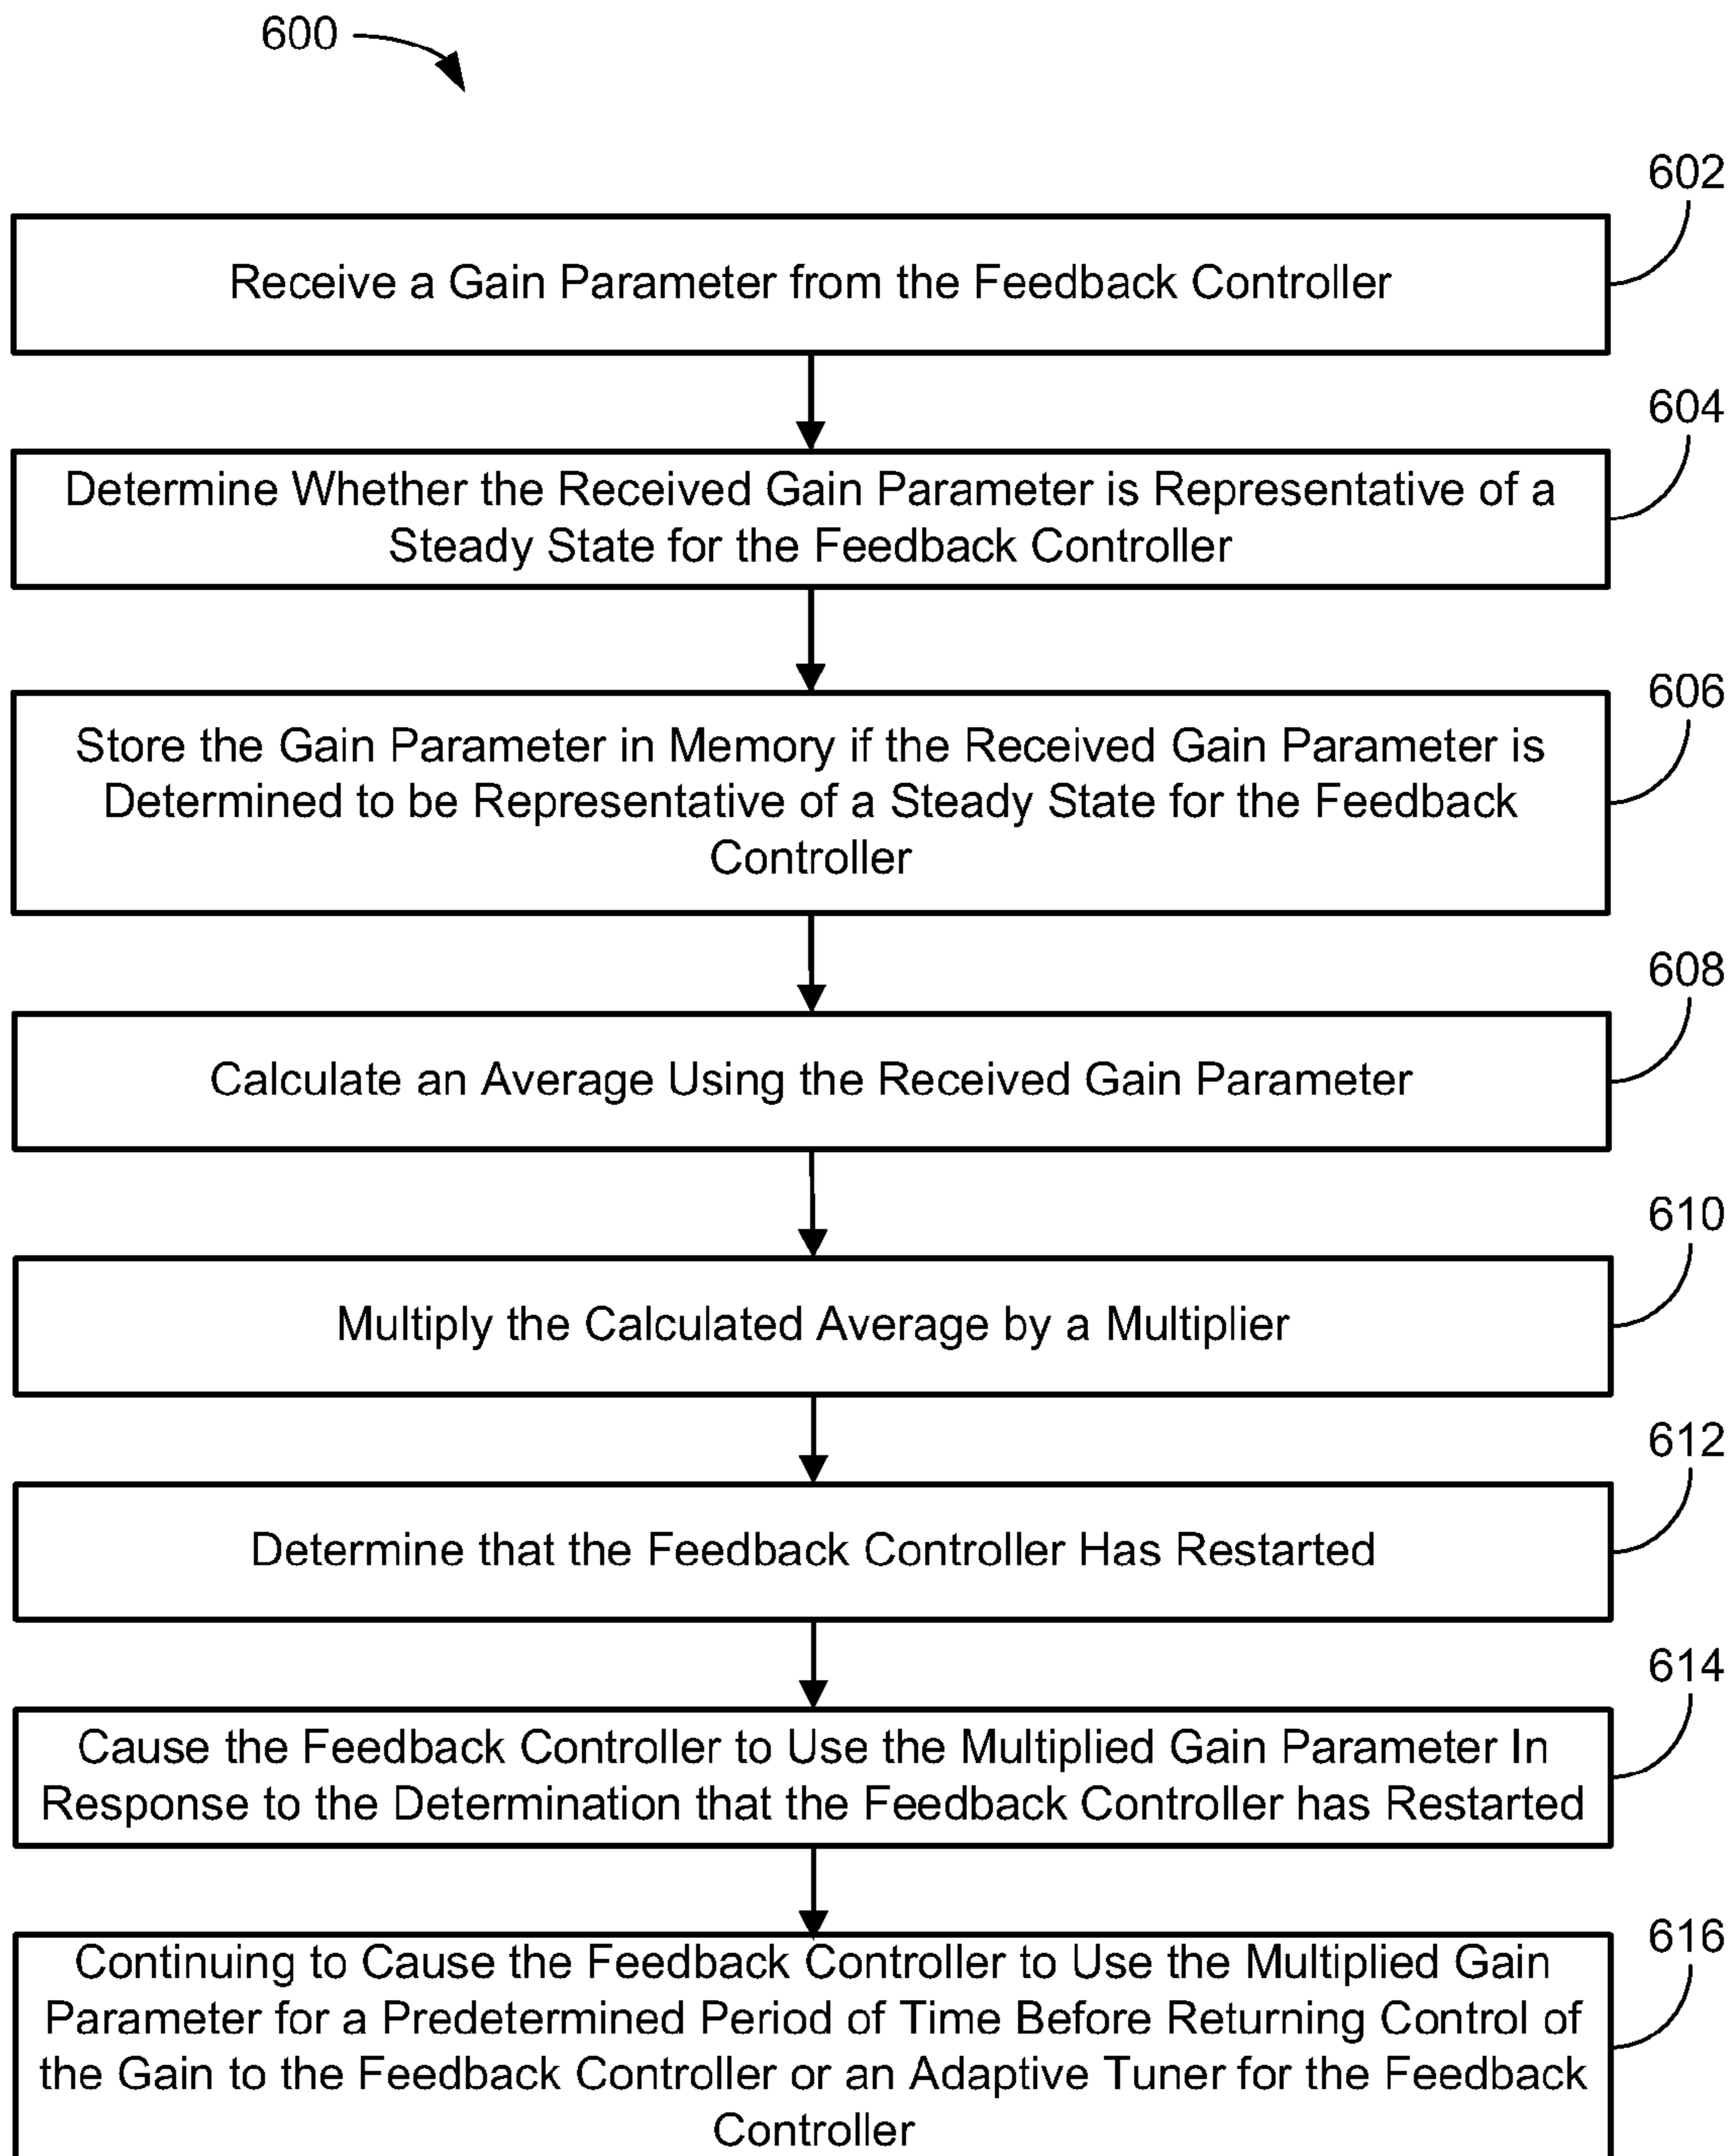 600
602
Receive a Gain Parameter from the Feedback Controller
604
Determine Whether the Received Gain Parameter is Representative of a
Steady State for the Feedback Controller
606
Store the Gain Parameter in Memory if the Received Gain Parameter is
Determined to be Representative of a Steady State for the Feedback
Controller
608
Calculate an Average Using the Received Gain Parameter
610
Multiply the Calculated Average by a Multiplier
612
Determine that the Feedback Controller Has Restarted
614
Cause the Feedback Controller to Use the Multiplied Gain Parameter In
Response to the Determination that the Feedback Controller has Restarted
616
Continuing to Cause the Feedback Controller to Use the Multiplied Gain
Parameter for a Predetermined Period of Time Before Returning Control of
the Gain to the Feedback Controller or an Adaptive Tuner for the Feedback
Controller